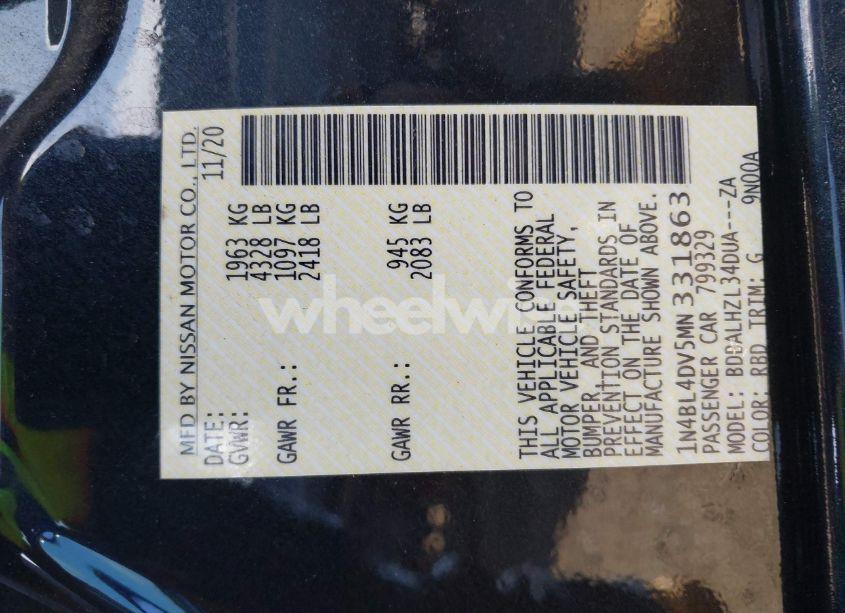 MFD BY NISSAN MOTOR CO., LTD.
DATE: 11/20
GVWR: 1963 KG
4328 LB
GAWR FR.: 1097 KG
2418 LB
GAWR RR.: 945 KG
2083 LB
THIS VEHICLE CONFORMS TO
ALL APPLICABLE FEDERAL
MOTOR VEHICLE SAFETY,
BUMPER, AND THEFT
PREVENTION STANDARDS IN
EFFECT ON THE DATE OF
MANUFACTURE SHOWN ABOVE.
1N4BL4DV5MN331863
PASSENGER CAR 799329
MODEL: BDDALHZL34DUA---ZA
COLOR: RBD TRIM: G 9N00A